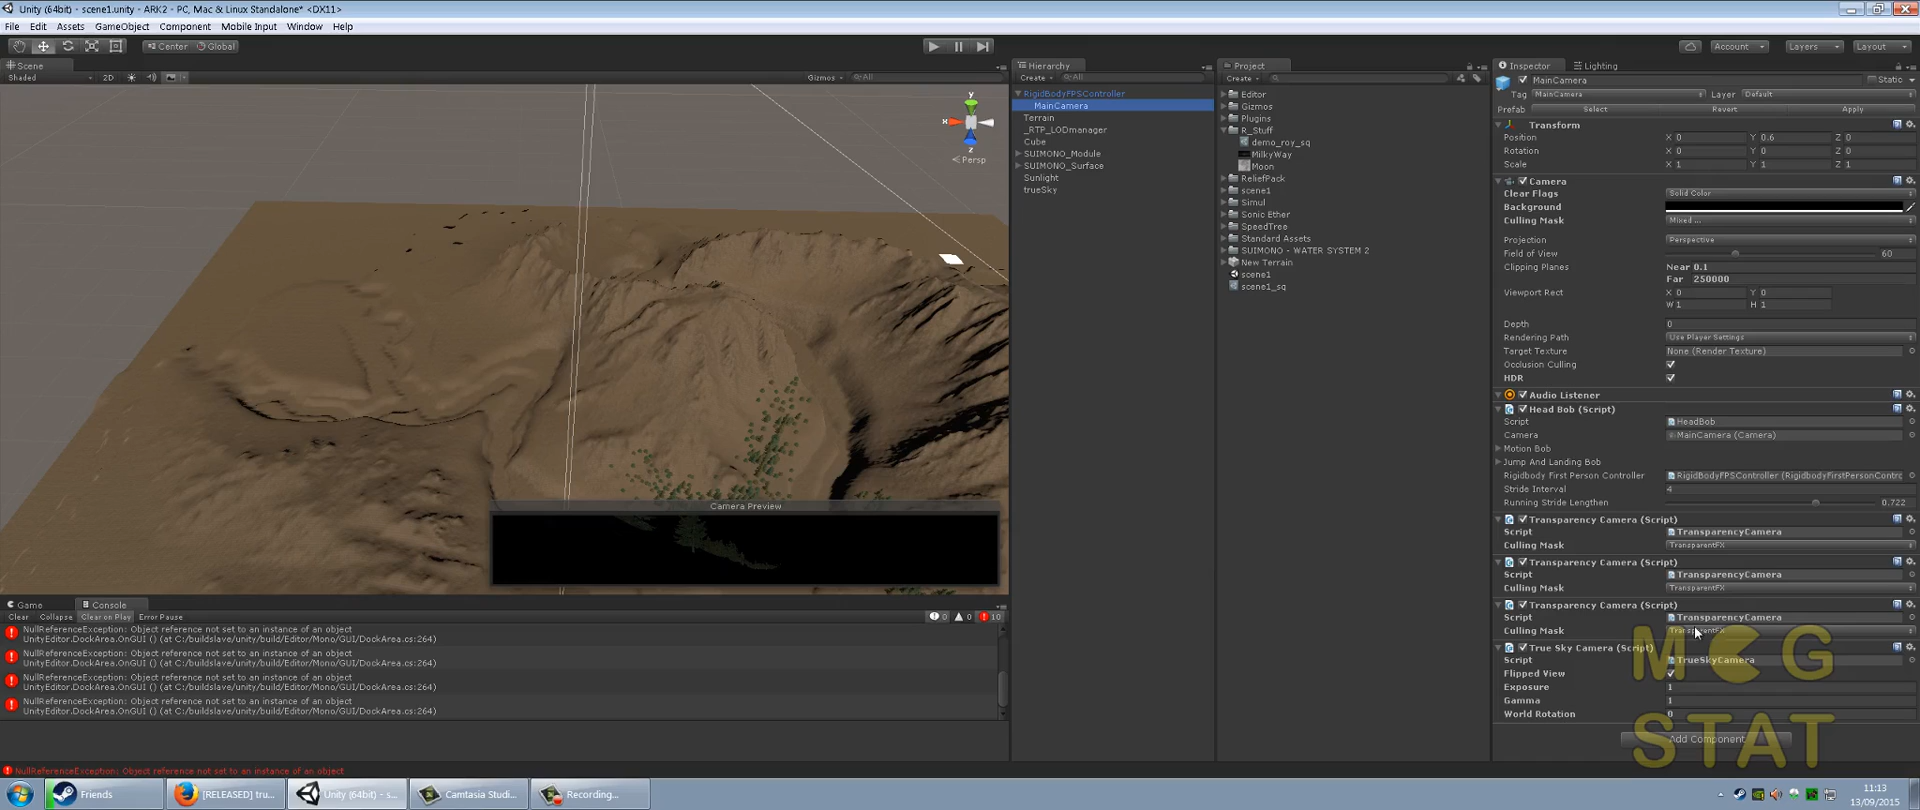 Unity (64bit) - scene1.unity - ARK2 - PC, Mac & Linux Standalone* <DX11>
File Edit Assets GameObject Component Mobile Input Window Help
Center Global Account Layers Layout
Scene
Shaded 2D Gizmos All
y
x
z
Persp
Camera Preview
Game Console
Clear Collapse Clear on Play Error Pause 0 0 10
NullReferenceException: Object reference not set to an instance of an object
UnityEditor.DockArea.OnGUI () (at C:/buildslave/unity/build/Editor/Mono/GUI/DockArea.cs:264)
NullReferenceException: Object reference not set to an instance of an object
UnityEditor.DockArea.OnGUI () (at C:/buildslave/unity/build/Editor/Mono/GUI/DockArea.cs:264)
NullReferenceException: Object reference not set to an instance of an object
UnityEditor.DockArea.OnGUI () (at C:/buildslave/unity/build/Editor/Mono/GUI/DockArea.cs:264)
NullReferenceException: Object reference not set to an instance of an object
UnityEditor.DockArea.OnGUI () (at C:/buildslave/unity/build/Editor/Mono/GUI/DockArea.cs:264)
NullReferenceException: Object reference not set to an instance of an object
Hierarchy
Create All
RigidBodyFPSController
MainCamera
Terrain
_RTP_LODmanager
Cube
SUIMONO_Module
SUIMONO_Surface
Sunlight
trueSky
Project
Create
Editor
Gizmos
Plugins
R_Stuff
demo_roy_sq
MilkyWay
Moon
ReliefPack
scene1
Simul
Sonic Ether
SpeedTree
Standard Assets
SUIMONO - WATER SYSTEM 2
New Terrain
scene1
scene1_sq
Inspector Lighting
MainCamera Static
Tag MainCamera Layer Default
Prefab Select Revert Apply
Transform
Position X 0 Y 0.6 Z 0
Rotation X 0 Y 0 Z 0
Scale X 1 Y 1 Z 1
Camera
Clear Flags Solid Color
Background
Culling Mask Mixed ...
Projection Perspective
Field of View 60
Clipping Planes Near 0.1
Far 250000
Viewport Rect X 0 Y 0
W 1 H 1
Depth 0
Rendering Path Use Player Settings
Target Texture None (Render Texture)
Occlusion Culling
HDR
Audio Listener
Head Bob (Script)
Script HeadBob
Camera MainCamera (Camera)
Motion Bob
Jump And Landing Bob
Rigidbody First Person Controller RigidBodyFPSController (RigidbodyFirstPersonContro
Stride Interval 4
Running Stride Lengthen 0.722
Transparency Camera (Script)
Script TransparencyCamera
Culling Mask TransparentFX
Transparency Camera (Script)
Script TransparencyCamera
Culling Mask TransparentFX
Transparency Camera (Script)
Script TransparencyCamera
Culling Mask TransparentFX
True Sky Camera (Script)
Script TrueSkyCamera
Flipped View
Exposure 1
Gamma 1
World Rotation 0
Add Component
M G
STAT
Friends [RELEASED] tru... Unity (64bit) - s... Camtasia Studi... Recording...
11:13
13/09/2015